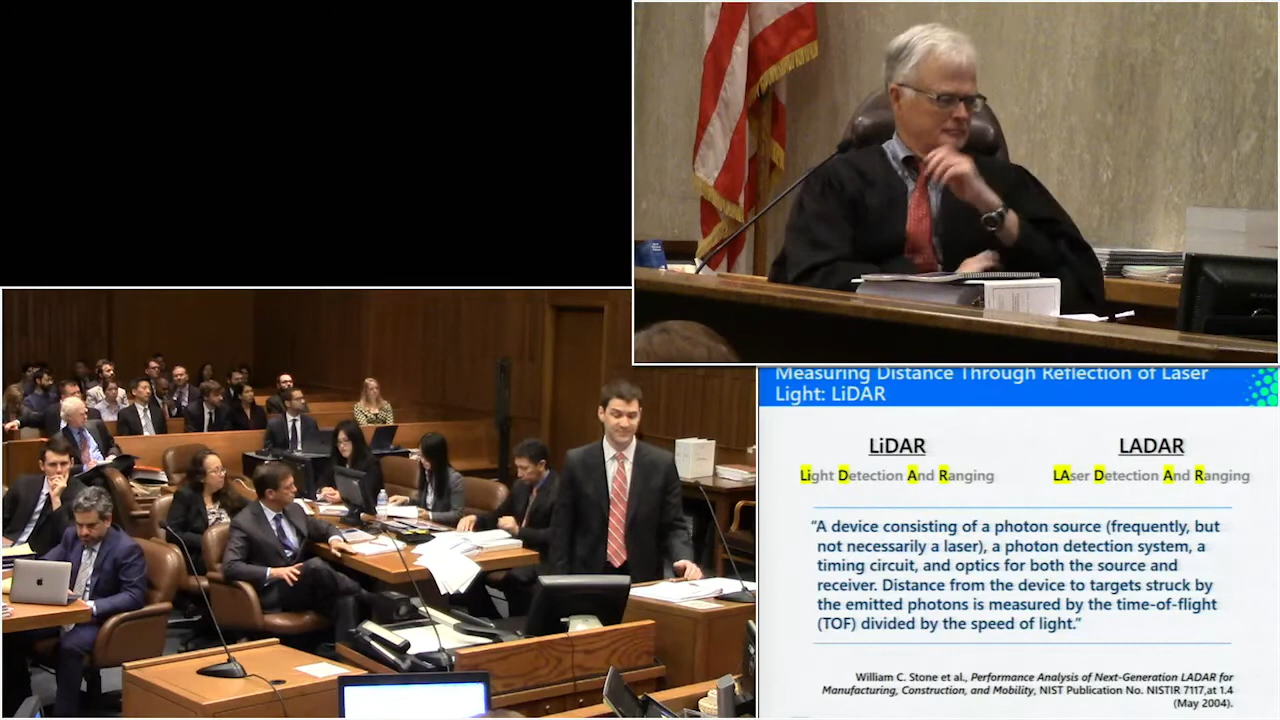 Measuring Distance Through Reflection of Laser
Light: LiDAR
LiDAR
LADAR
Light Detection And Ranging
LAser Detection And Ranging
“A device consisting of a photon source (frequently, but
not necessarily a laser), a photon detection system, a
timing circuit, and optics for both the source and
receiver. Distance from the device to targets struck by
the emitted photons is measured by the time-of-flight
(TOF) divided by the speed of light.”
William C. Stone et al., Performance Analysis of Next-Generation LADAR for
Manufacturing, Construction, and Mobility, NIST Publication No. NISTIR 7117,at 1.4
(May 2004).